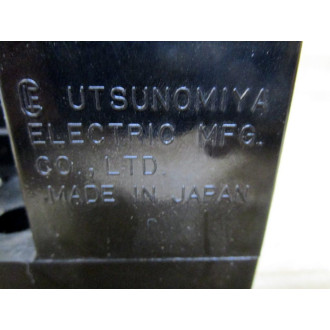 UTSUNOMIYA
ELECTRIC MFG.
CO., LTD.
MADE IN JAPAN